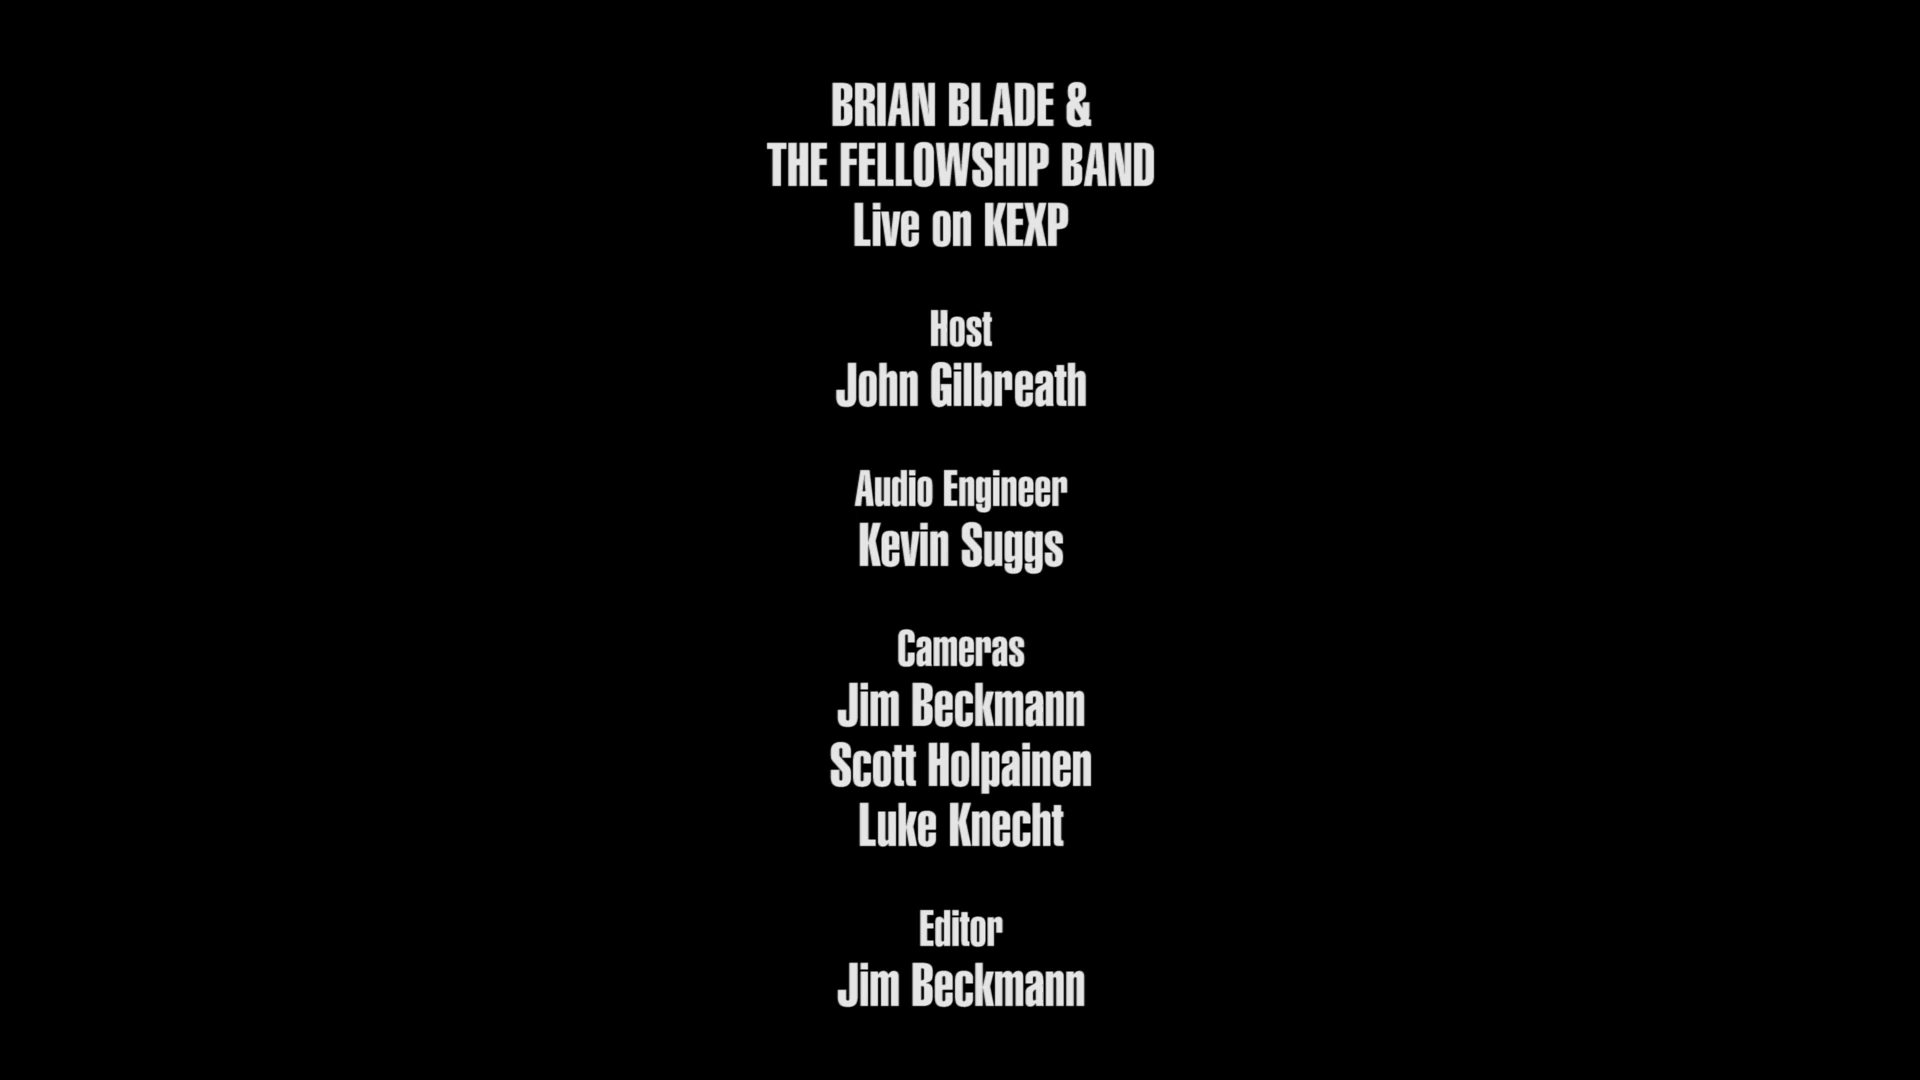 BRIAN BLADE &
THE FELLOWSHIP BAND
Live on KEXP
Host
John Gilbreath
Audio Engineer
Kevin Suggs
Cameras
Jim Beckmann
Scott Holpainen
Luke Knecht
Editor
Jim Beckmann